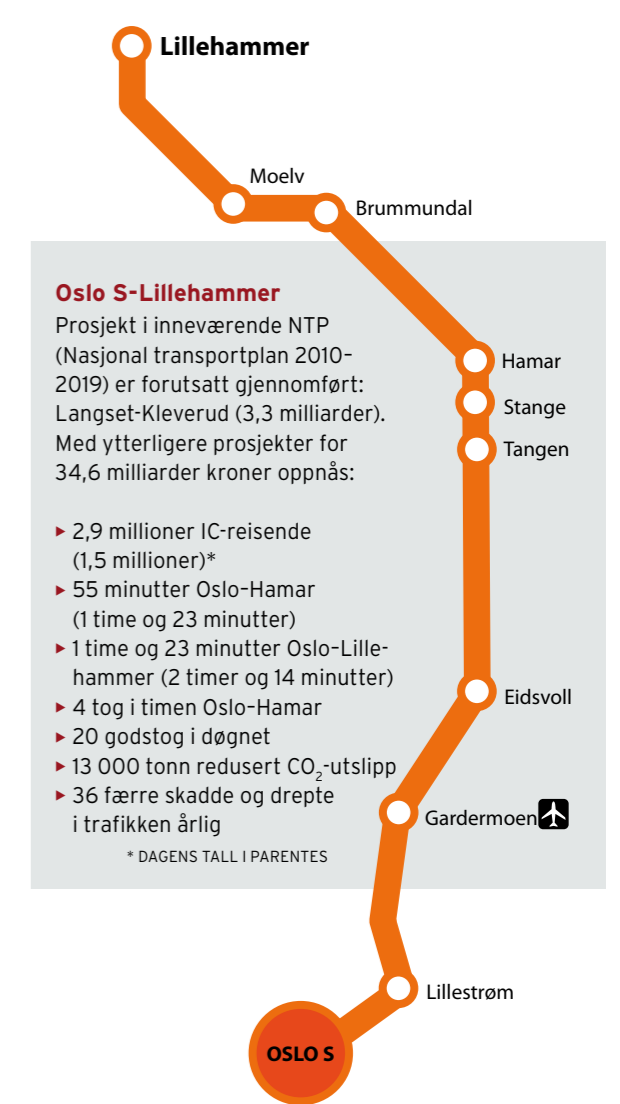 Lillehammer
Moelv
Brummundal
Oslo S-Lillehammer
Prosjekt i inneværende NTP
(Nasjonal transportplan 2010–
2019) er forutsatt gjennomført:
Langset-Kleverud (3,3 milliarder).
Med ytterligere prosjekter for
34,6 milliarder kroner oppnås:
▸ 2,9 millioner IC-reisende
(1,5 millioner)*
▸ 55 minutter Oslo–Hamar
(1 time og 23 minutter)
▸ 1 time og 23 minutter Oslo–Lille-
hammer (2 timer og 14 minutter)
▸ 4 tog i timen Oslo–Hamar
▸ 20 godstog i døgnet
▸ 13 000 tonn redusert CO₂-utslipp
▸ 36 færre skadde og drepte
i trafikken årlig
* DAGENS TALL I PARENTES
Hamar
Stange
Tangen
Eidsvoll
Gardermoen
Lillestrøm
OSLO S